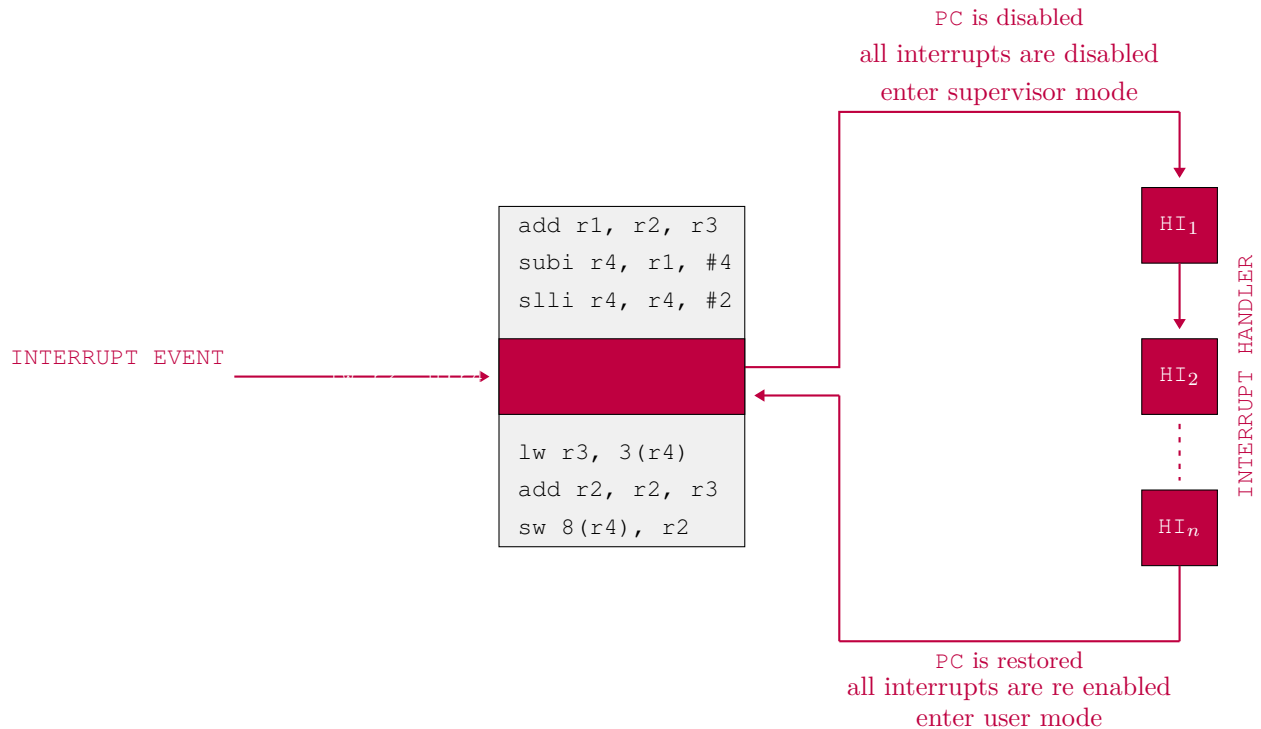 PC is disabled
all interrupts are disabled
enter supervisor mode
add r1, r2, r3
subi r4, r1, #4
slli r4, r4, #2
INTERRUPT EVENT
lw r3, 3(r4)
add r2, r2, r3
sw 8(r4), r2
HI1
HI2
HIn
INTERRUPT HANDLER
PC is restored
all interrupts are re enabled
enter user mode